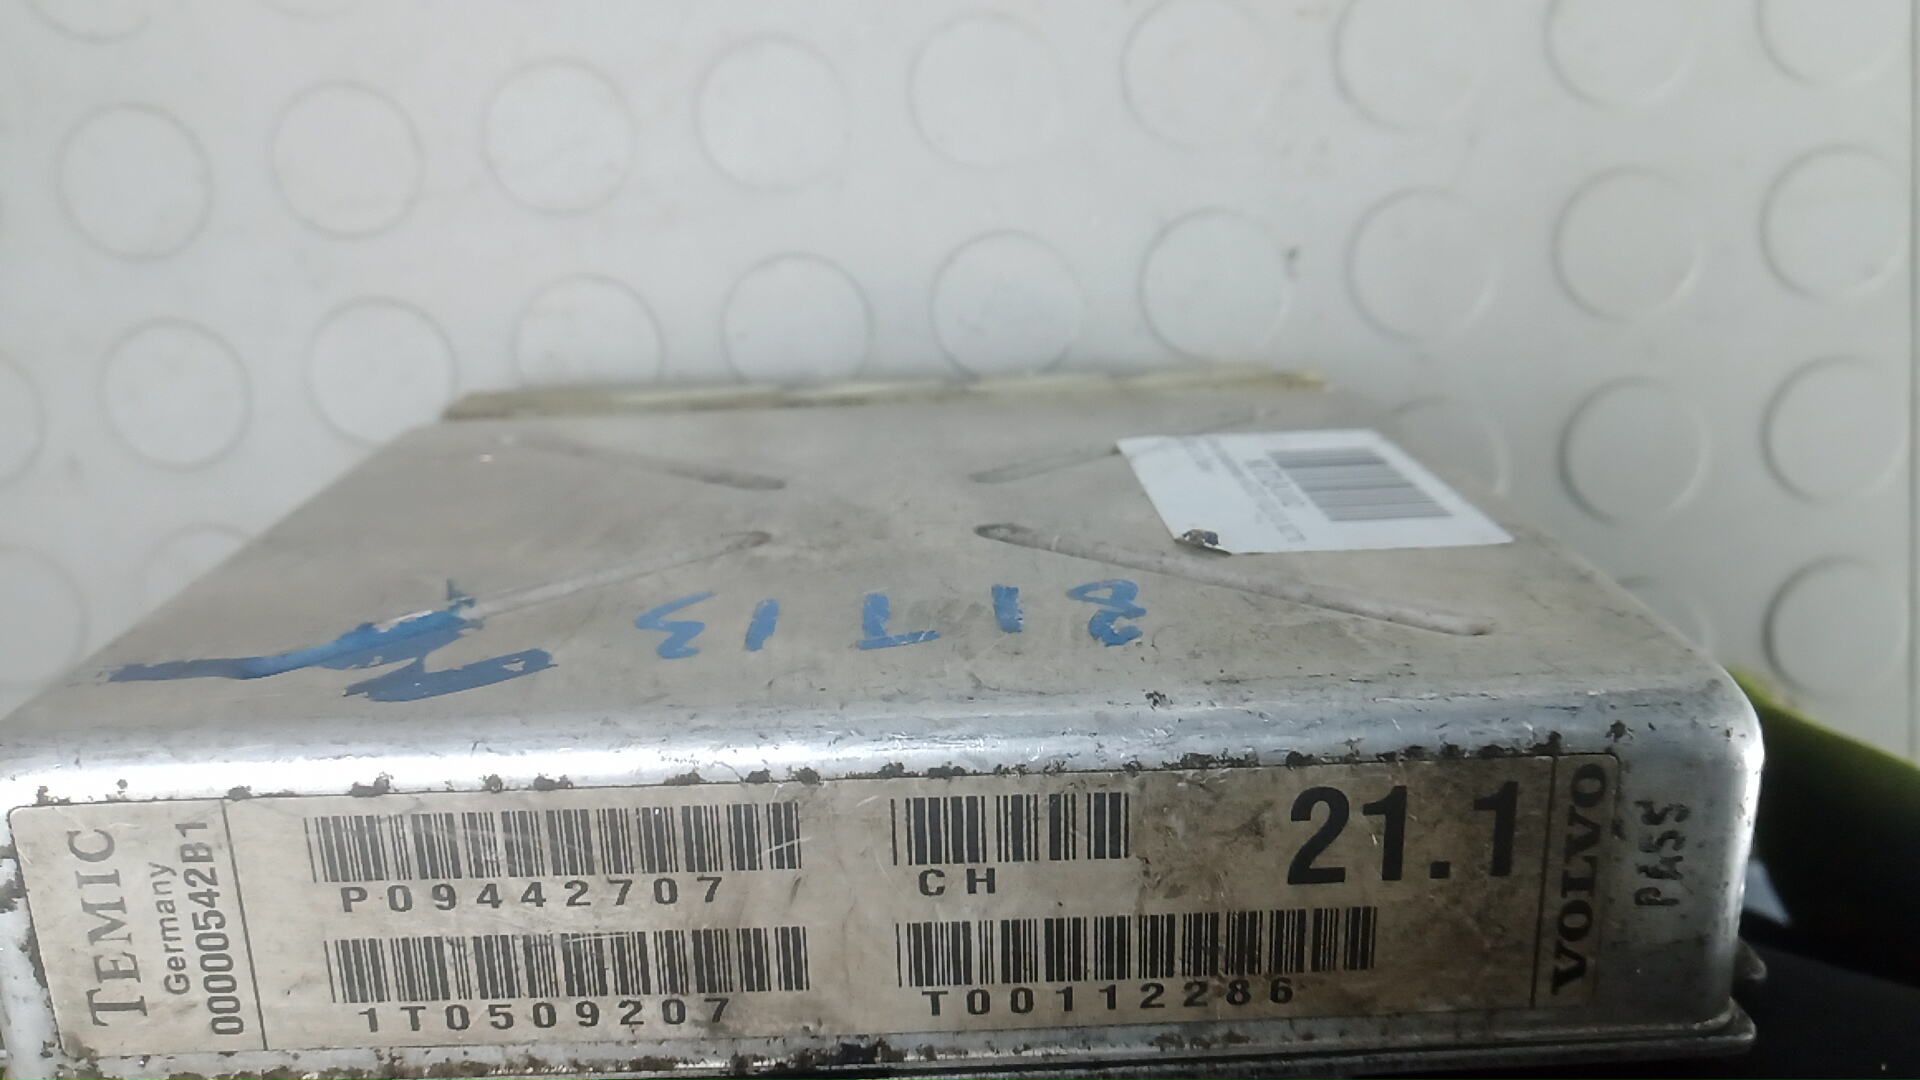 81T13
TEMIC
Germany
00000542B1
P09442707
CH
21.1
1T0509207
T00112286
VOLVO
PASS